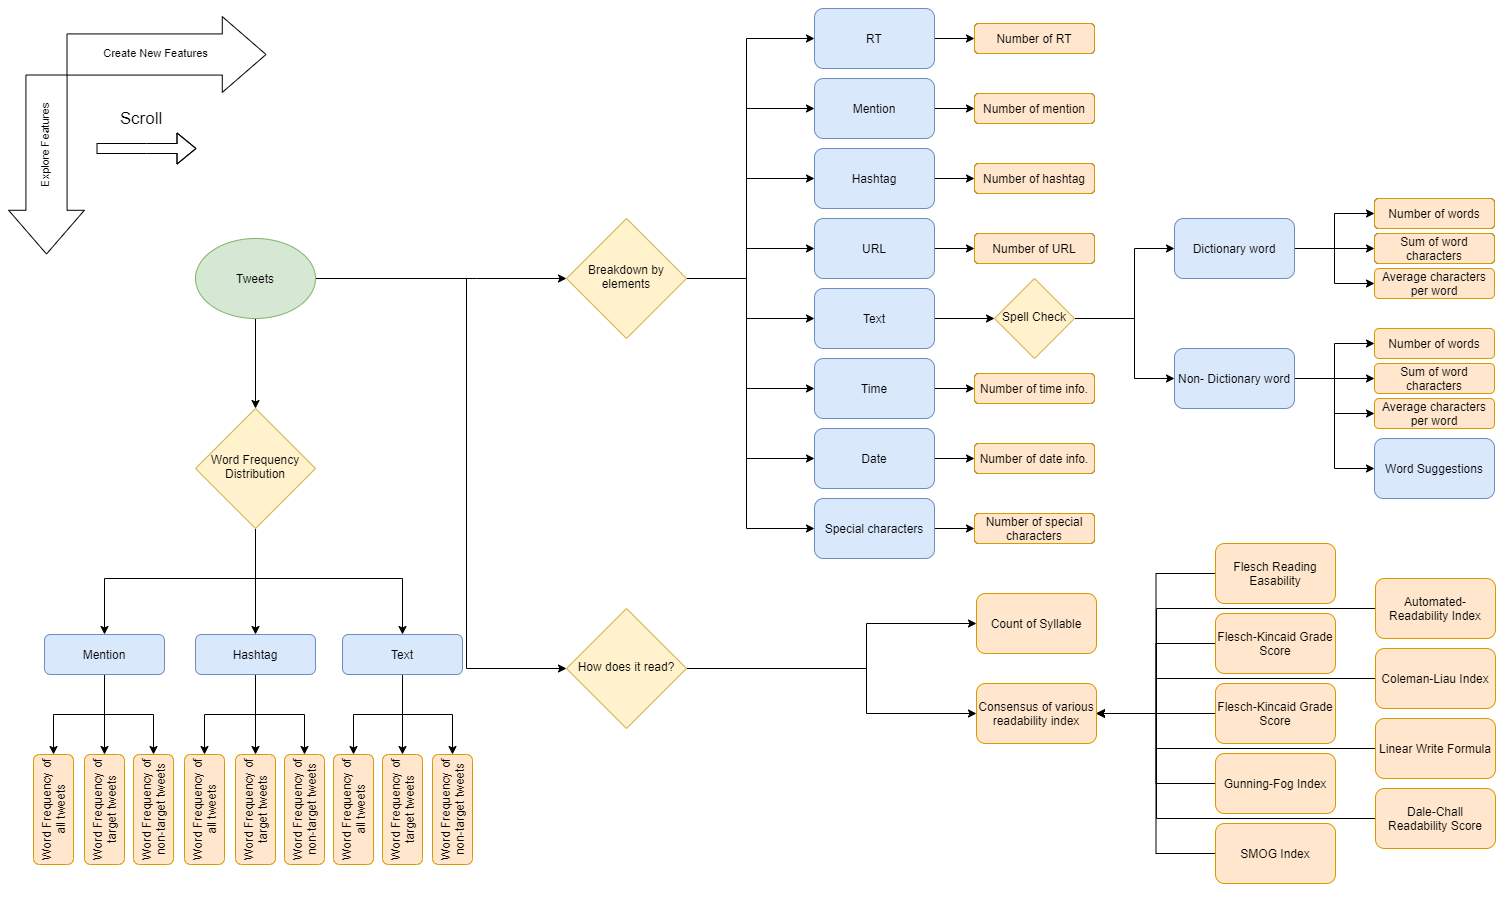 Create New Features
Explore Features
Scroll
Tweets
Breakdown by
elements
RT
Number of RT
Mention
Number of mention
Hashtag
Number of hashtag
URL
Number of URL
Text
Spell Check
Time
Number of time info.
Date
Number of date info.
Special characters
Number of special
characters
Dictionary word
Number of words
Sum of word
characters
Average characters
per word
Non- Dictionary word
Number of words
Sum of word
characters
Average characters
per word
Word Suggestions
Word Frequency
Distribution
Mention
Hashtag
Text
Word Frequency of
all tweets
Word Frequency of
target tweets
Word Frequency of
non-target tweets
Word Frequency of
all tweets
Word Frequency of
target tweets
Word Frequency of
non-target tweets
Word Frequency of
all tweets
Word Frequency of
target tweets
Word Frequency of
non-target tweets
How does it read?
Count of Syllable
Consensus of various
readability index
Flesch Reading
Easability
Automated-
Readability Index
Flesch-Kincaid Grade
Score
Coleman-Liau Index
Flesch-Kincaid Grade
Score
Linear Write Formula
Gunning-Fog Index
Dale-Chall
Readability Score
SMOG Index